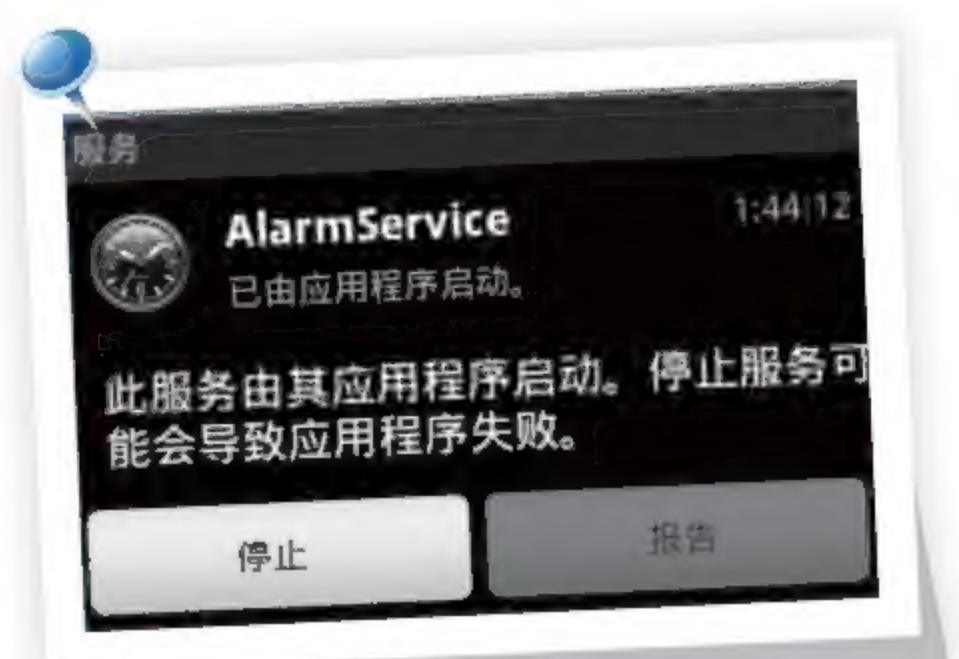 服务
AlarmService
1:44:12
已由应用程序启动。
此服务由其应用程序启动。停止服务可
能会导致应用程序失败。
停止
报告